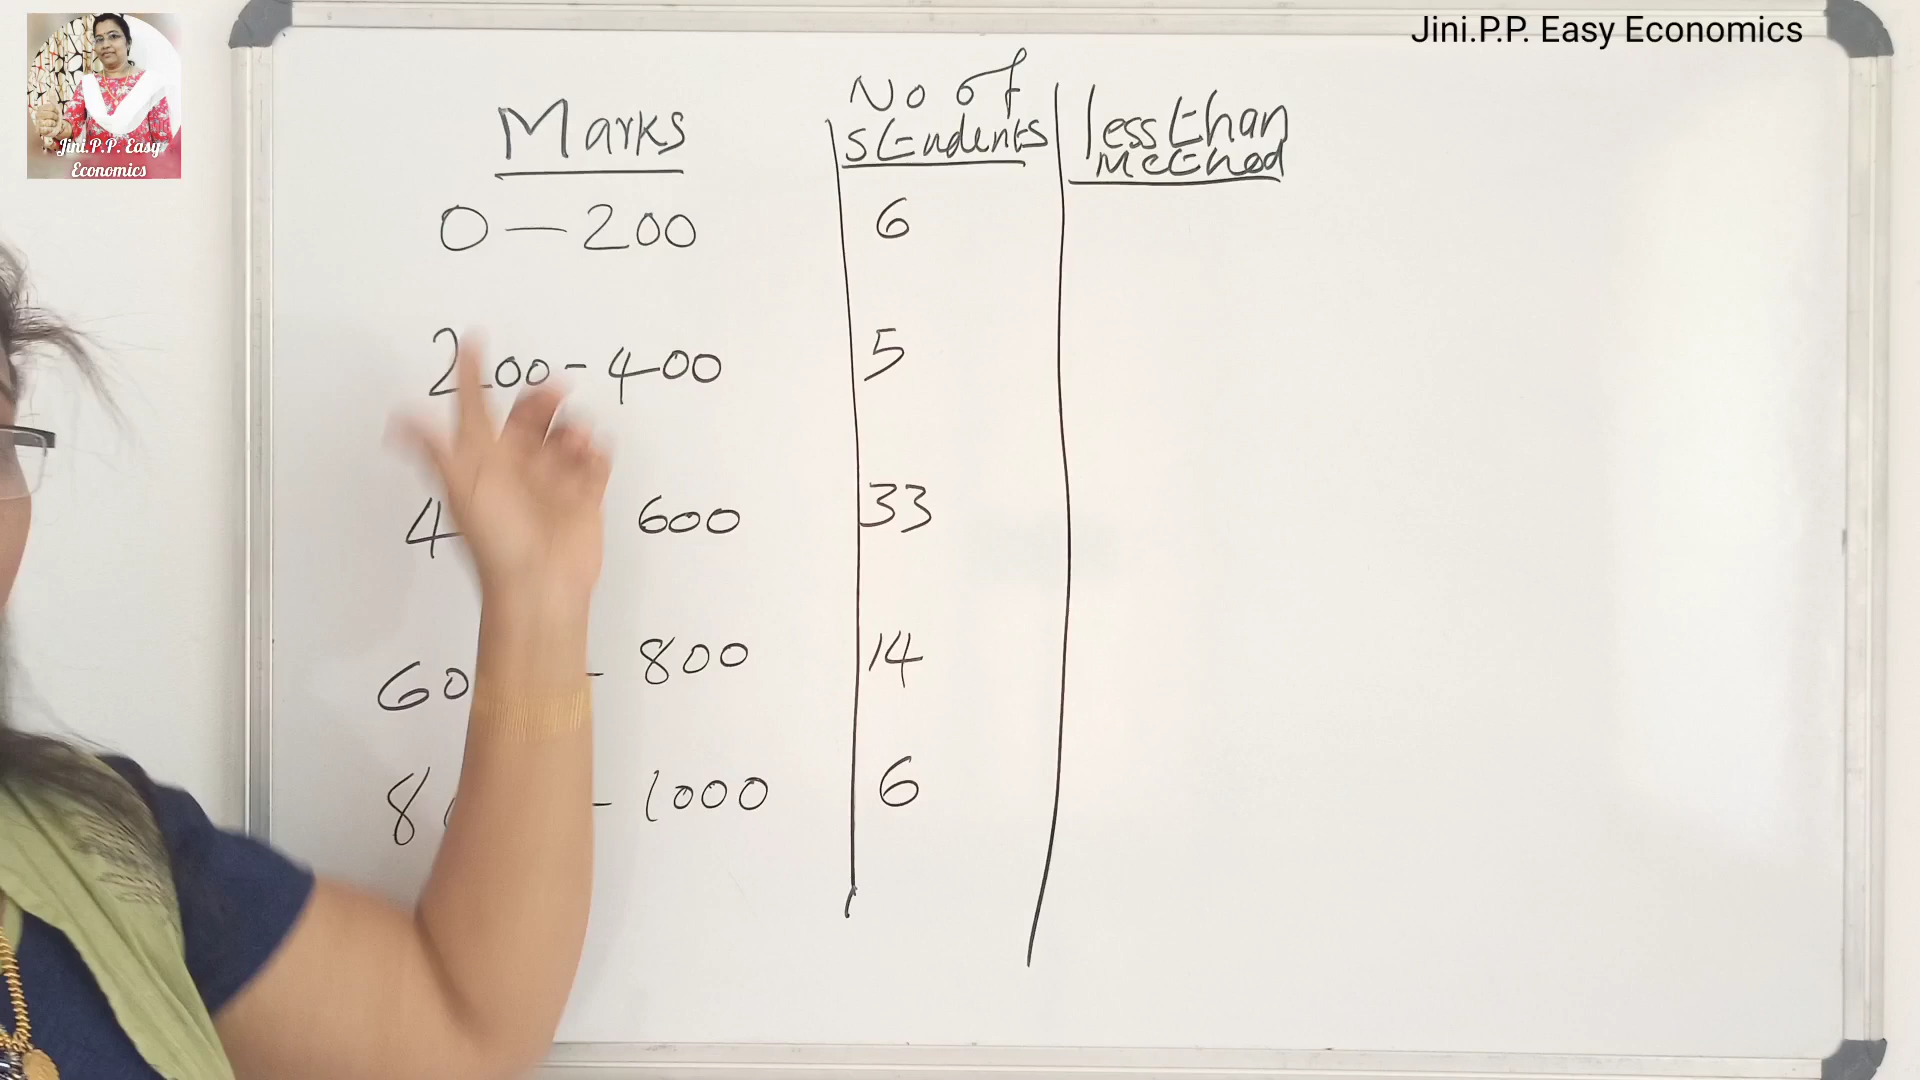 Jini.P.P. Easy Economics
Jini.P.P. Easy
Economics
Marks
No of
students
less than
method
0 - 200 6
200 - 400 5
4 600 33
60 - 800 14
8 - 1000 6